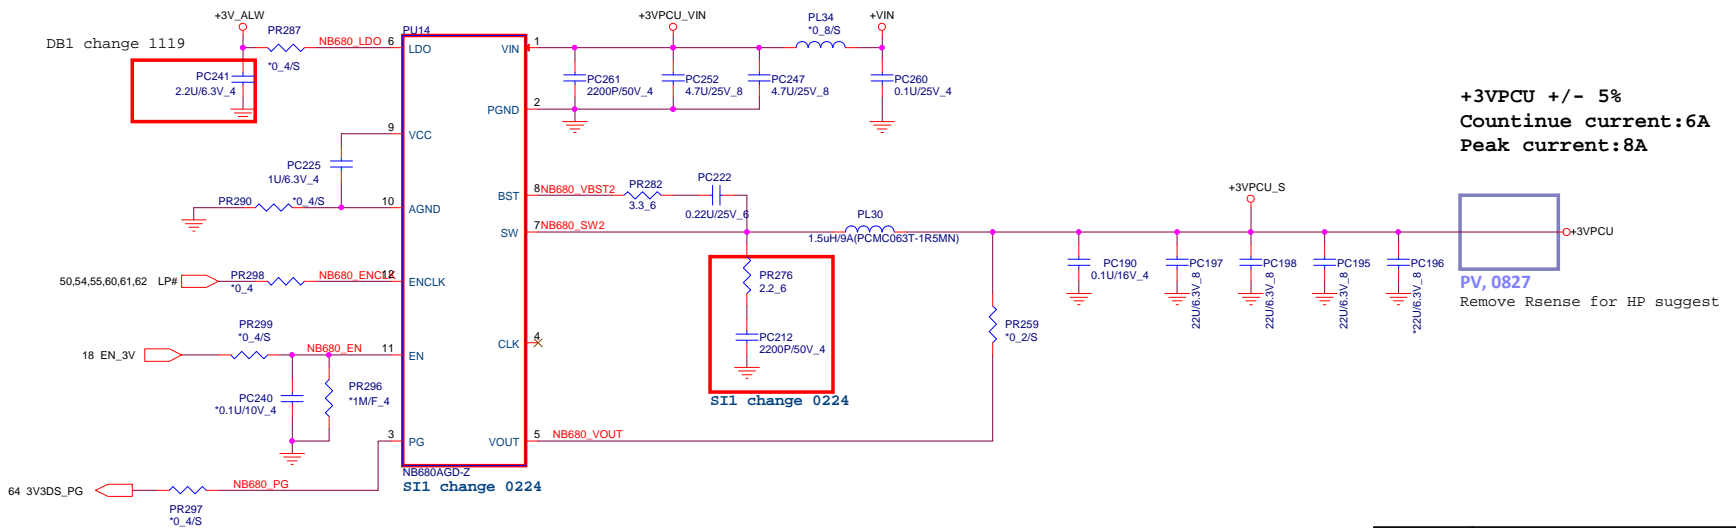 +3V_ALW
+3VPCU_VIN
+VIN
DB1 change 1119
PR287
*0_4/S
NB680_LDO
6
PU14
LDO
VIN
1
PL34
*0_8/S
PC241
2.2U/6.3V_4
PC261
2200P/50V_4
PC252
4.7U/25V_8
PC247
4.7U/25V_8
PC260
0.1U/25V_4
PGND
2
+3VPCU +/- 5%
Countinue current:6A
Peak current:8A
9
VCC
PC225
1U/6.3V_4
PR290
*0_4/S
10
AGND
BST
8
NB680_VBST2
PR282
3.3_6
PC222
0.22U/25V_6
SW
7
NB680_SW2
PL30
1.5uH/9A(PCMC063T-1R5MN)
+3VPCU_S
+3VPCU
50,54,55,60,61,62 LP#
PR298
*0_4
NB680_ENCLK
12
ENCLK
PR276
2.2_6
PC190
0.1U/16V_4
PC197
22U/6.3V_8
PC198
22U/6.3V_8
PC195
22U/6.3V_8
PC196
*22U/6.3V_8
PV, 0827
Remove Rsense for HP suggest
18 EN_3V
PR299
*0_4/S
NB680_EN
11
EN
CLK
4
PC212
2200P/50V_4
PR259
*0_2/S
PC240
*0.1U/10V_4
PR296
*1M/F_4
SI1 change 0224
3
PG
VOUT
5
NB680_VOUT
NB680AGD-Z
SI1 change 0224
64 3V3DS_PG
PR297
*0_4/S
NB680_PG